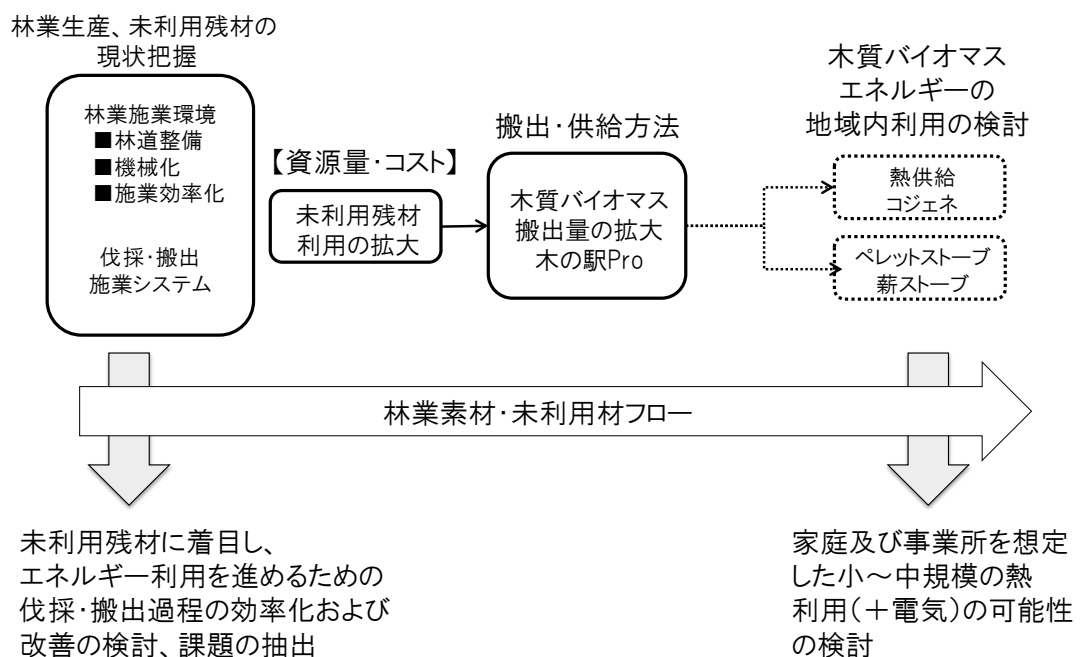 林業生産、未利用残材の
現状把握
林業施業環境
■林道整備
■機械化
■施業効率化
伐採・搬出
施業システム
【資源量・コスト】
未利用残材
利用の拡大
搬出・供給方法
木質バイオマス
搬出量の拡大
木の駅Pro
木質バイオマス
エネルギーの
地域内利用の検討
熱供給
コジェネ
ペレットストーブ
薪ストーブ
林業素材・未利用材フロー
未利用残材に着目し、
エネルギー利用を進めるための
伐採・搬出過程の効率化および
改善の検討、課題の抽出
家庭及び事業所を想定
した小～中規模の熱
利用（＋電気）の可能性
の検討